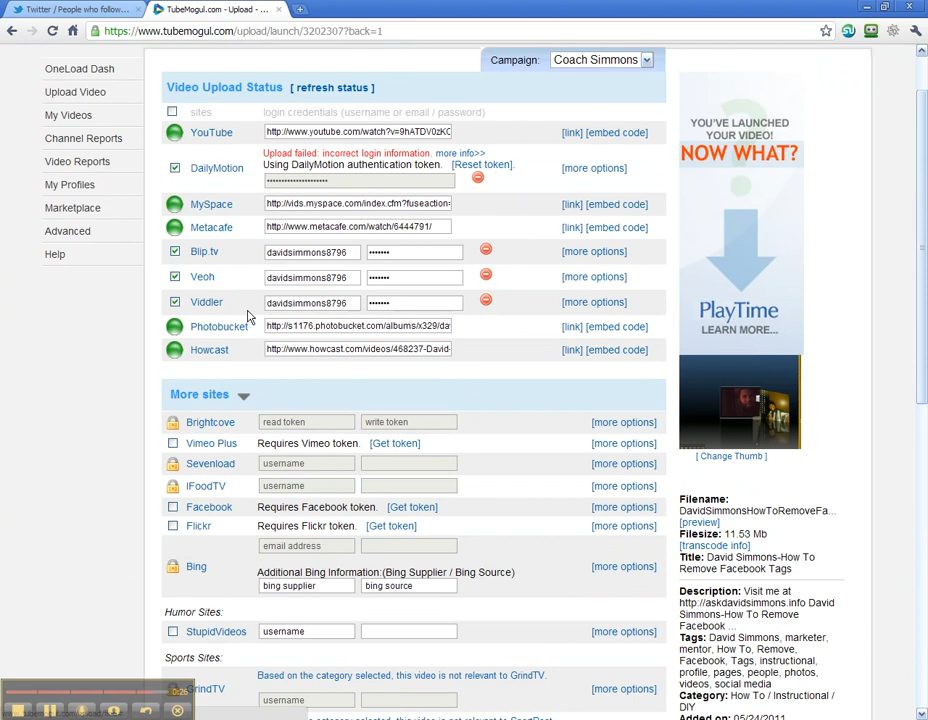 Twitter / People who follow...
TubeMogul.com - Upload - ...
https://www.tubemogul.com/upload/launch/3202307?back=1
OneLoad Dash
Upload Video
My Videos
Channel Reports
Video Reports
My Profiles
Marketplace
Advanced
Help
Campaign: Coach Simmons
Video Upload Status [ refresh status ]
sites login credentials (username or email / password)
YouTube http://www.youtube.com/watch?v=9hATDV0zKC [link] [embed code]
Upload failed: incorrect login information. more info>>
DailyMotion Using DailyMotion authentication token. [Reset token]. [more options]
MySpace http://vids.myspace.com/index.cfm?fuseaction= [link] [embed code]
Metacafe http://www.metacafe.com/watch/6444791/ [link] [embed code]
Blip.tv davidsimmons8796 ••••••• [more options]
Veoh davidsimmons8796 ••••••• [more options]
Viddler davidsimmons8796 ••••••• [more options]
Photobucket http://s1176.photobucket.com/albums/x329/da [link] [embed code]
Howcast http://www.howcast.com/videos/468237-David- [link] [embed code]
More sites
Brightcove read token write token [more options]
Vimeo Plus Requires Vimeo token. [Get token] [more options]
Sevenload username [more options]
IFoodTV username [more options]
Facebook Requires Facebook token. [Get token] [more options]
Flickr Requires Flickr token. [Get token] [more options]
email address
Bing Additional Bing Information:(Bing Supplier / Bing Source) [more options]
bing supplier bing source
Humor Sites:
StupidVideos username [more options]
Sports Sites:
Based on the category selected, this video is not relevant to GrindTV.
GrindTV [more options]
username
YOU'VE LAUNCHED
YOUR VIDEO!
NOW WHAT?
PlayTime
LEARN MORE...
[ Change Thumb ]
Filename:
DavidSimmonsHowToRemoveFa...
[preview]
Filesize: 11.53 Mb
[transcode info]
Title: David Simmons-How To
Remove Facebook Tags
Description: Visit me at
http://askdavidsimmons.info David
Simmons-How To Remove
Facebook ...
Tags: David Simmons, marketer,
mentor, How To, Remove,
Facebook, Tags, instructional,
profile, pages, people, photos,
videos, social media
Category: How To / Instructional /
DIY
Added on: 05/24/2011
0:26